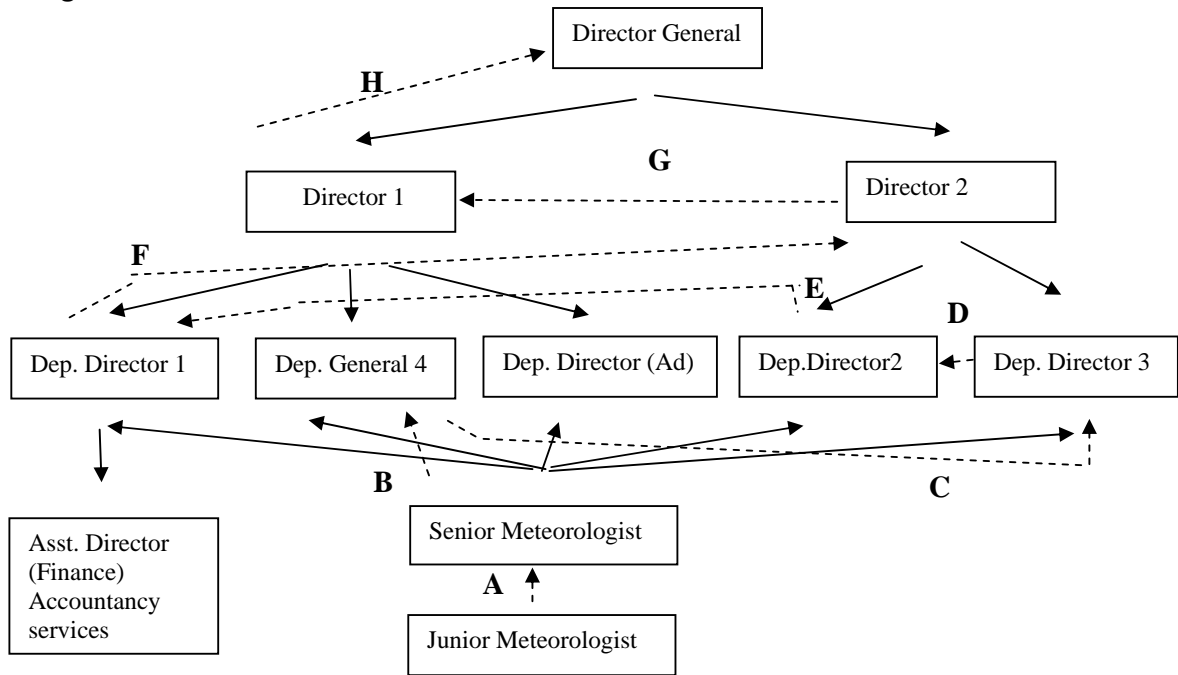 Director General
H
G
Director 1
Director 2
F
E
D
Dep. Director 1
Dep. General 4
Dep. Director (Ad)
Dep.Director2
Dep. Director 3
B
C
Asst. Director
(Finance)
Accountancy
services
Senior Meteorologist
A
Junior Meteorologist